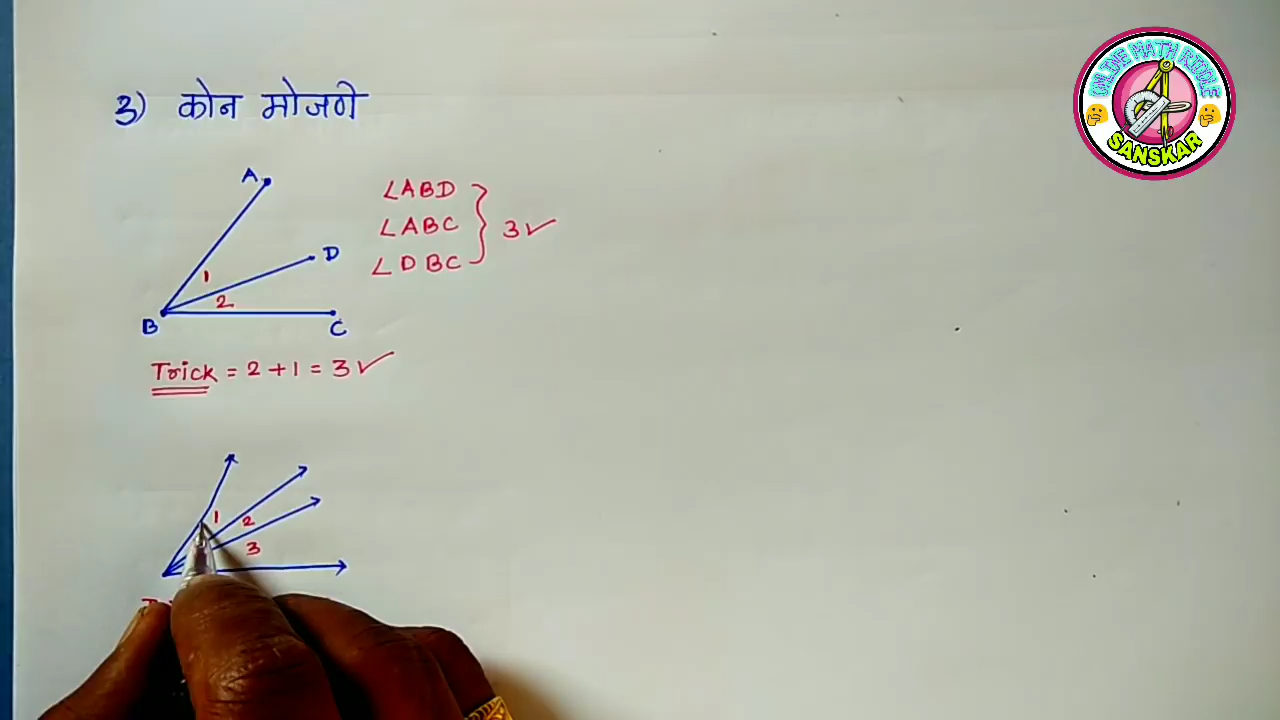 3) कोन मोजणे
A
D
B
C
1
2
∠ABD
∠ABC
∠DBC
3✓
Trick = 2+1 = 3✓
1
2
3
ONLINE MATH RIDDLE
SANSKAR